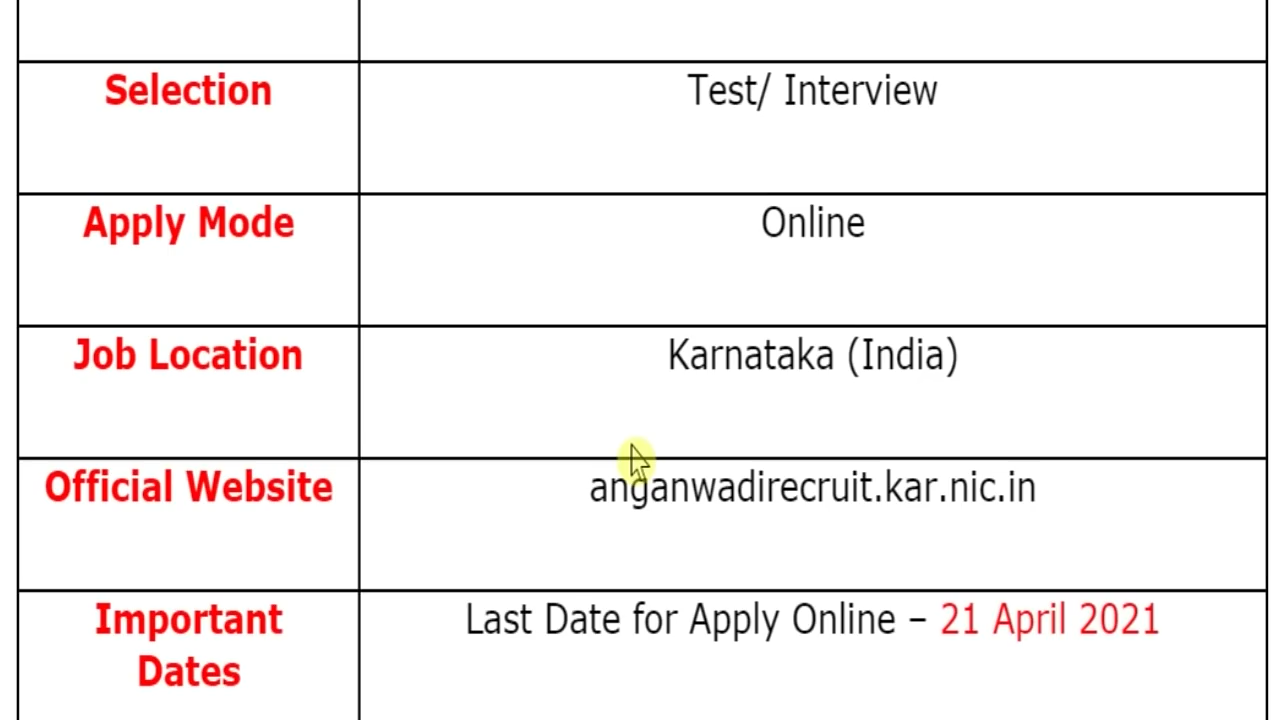 Selection
Test/ Interview
Apply Mode
Online
Job Location
Karnataka (India)
Official Website
anganwadirecruit.kar.nic.in
Important
Dates
Last Date for Apply Online – 21 April 2021